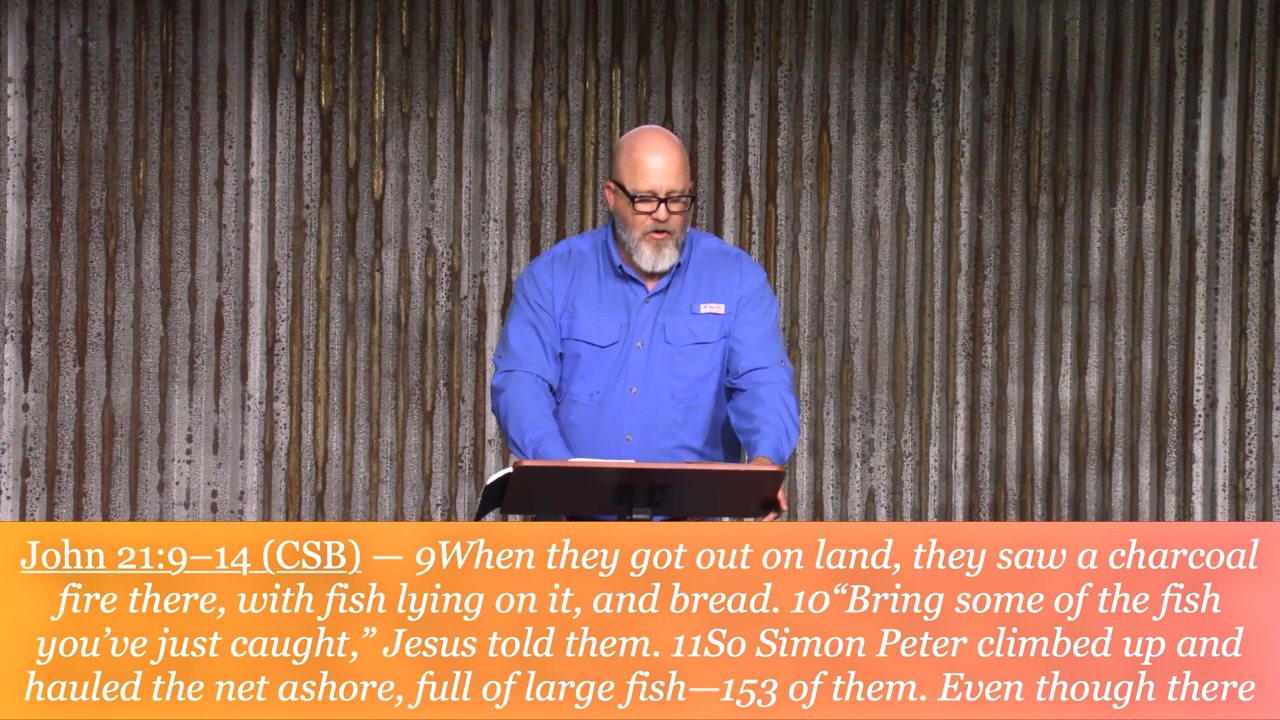 John 21:9–14 (CSB) — 9When they got out on land, they saw a charcoal
fire there, with fish lying on it, and bread. 10“Bring some of the fish
you’ve just caught,” Jesus told them. 11So Simon Peter climbed up and
hauled the net ashore, full of large fish—153 of them. Even though there